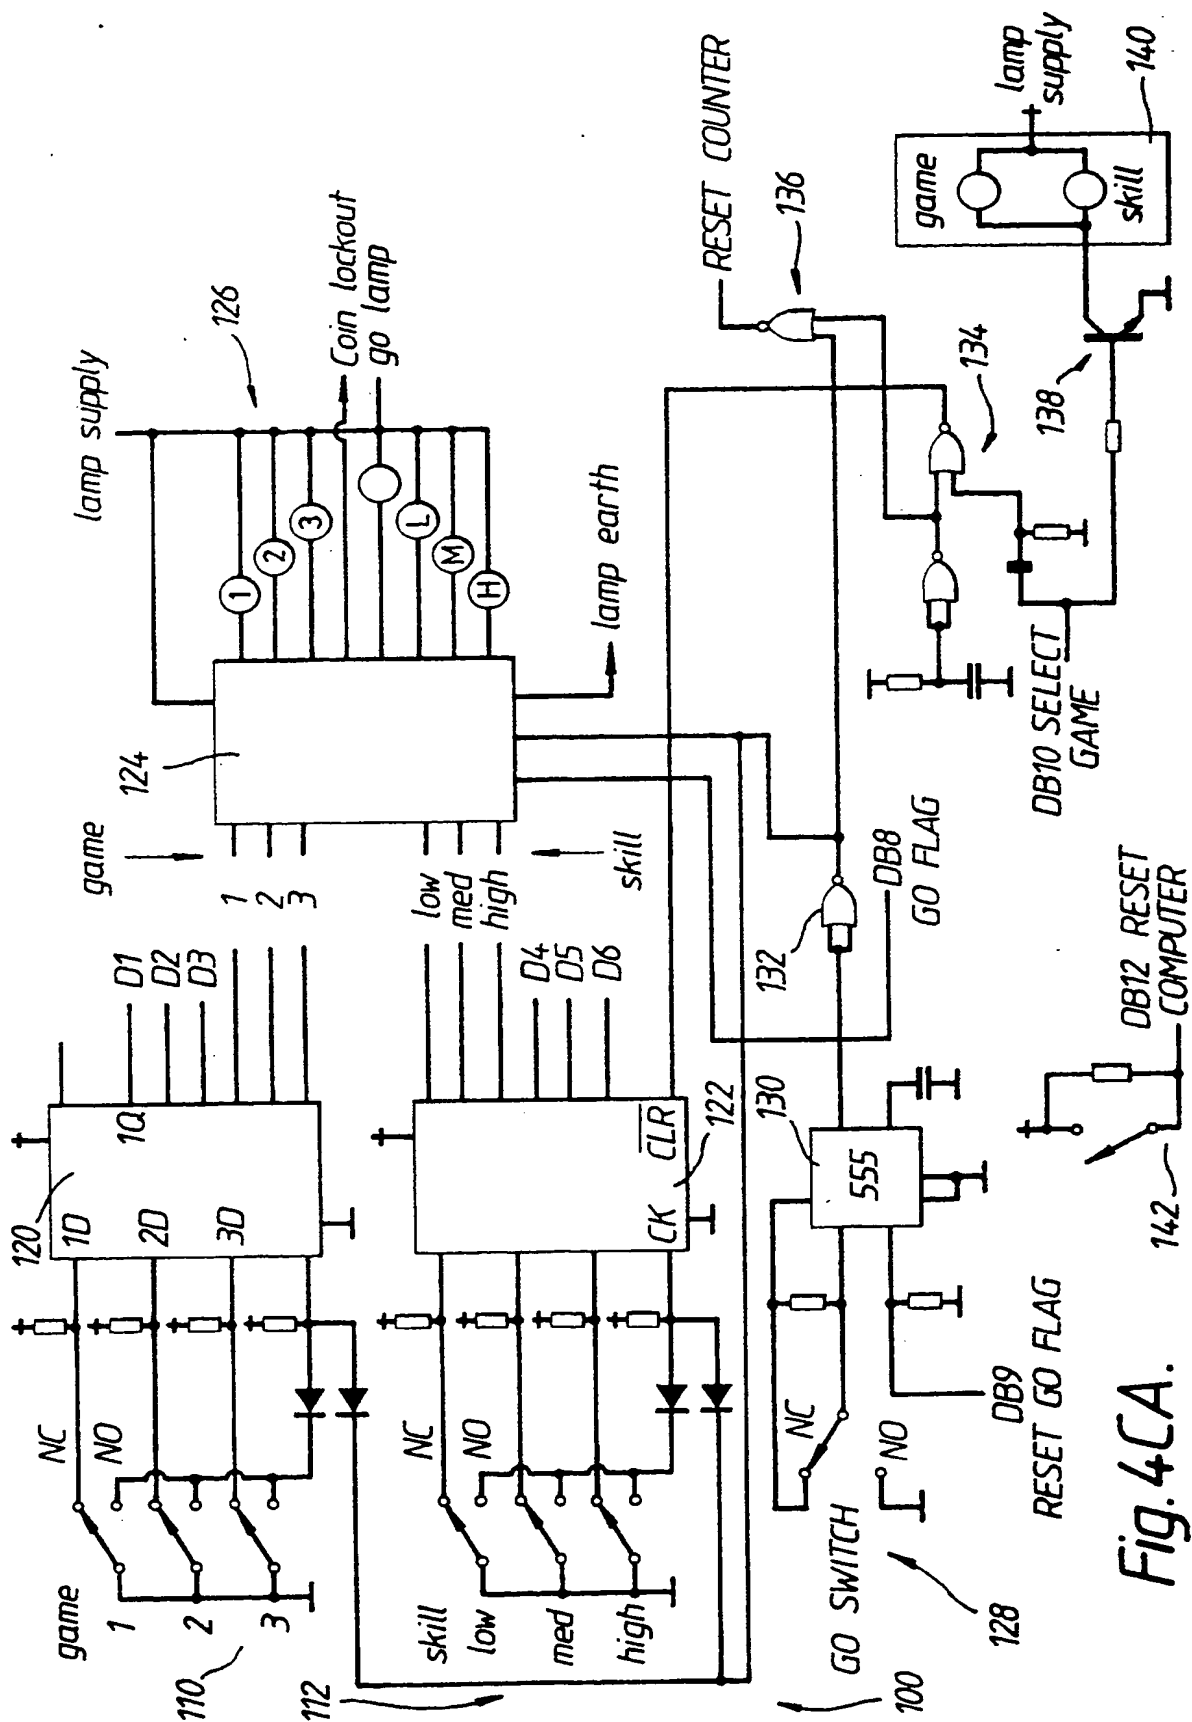 game
1
2
3
110
NC
NO
120
1D
2D
3D
1Q
D1
D2
D3
1
2
3
game
124
lamp supply
126
1
2
3
L
M
H
Coin lockout
go lamp
lamp earth
112
skill
low
med
high
NC
NO
CK
CLR
122
D4
D5
D6
low
med
high
skill
100
128
GO SWITCH
NC
NO
130
555
132
DB8
GO FLAG
DB9
RESET GO FLAG
134
136
RESET COUNTER
DB10 SELECT
GAME
138
game
skill
lamp
supply
140
142
DB12 RESET
COMPUTER
Fig. 4CA.